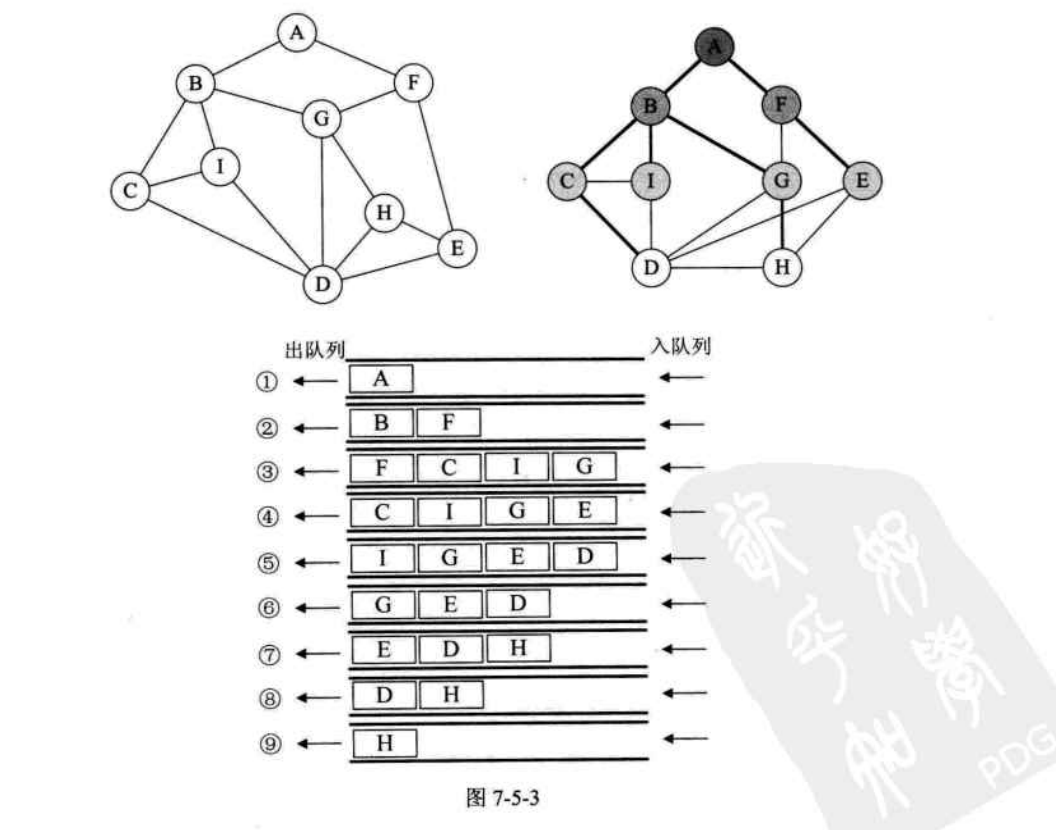 A
B
F
G
I
C
H
E
D
A
B
F
C
I
G
E
D
H
出队列
入队列
① A
② B F
③ F C I G
④ C I G E
⑤ I G E D
⑥ G E D
⑦ E D H
⑧ D H
⑨ H
图 7-5-3
PDG